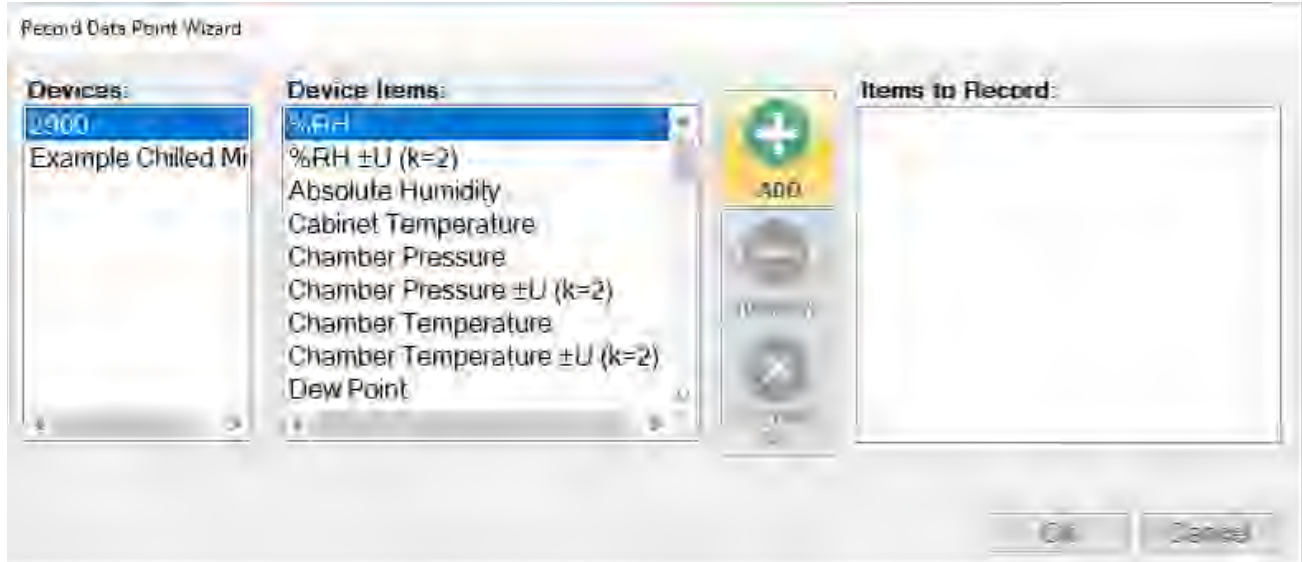 Record Data Point Wizard
Devices:
2900
Example Chilled Mi
Device Items:
%RH
%RH ±U (k=2)
Absolute Humidity
Cabinet Temperature
Chamber Pressure
Chamber Pressure ±U (k=2)
Chamber Temperature
Chamber Temperature ±U (k=2)
Dew Point
ADD
Items to Record:
OK
Cancel